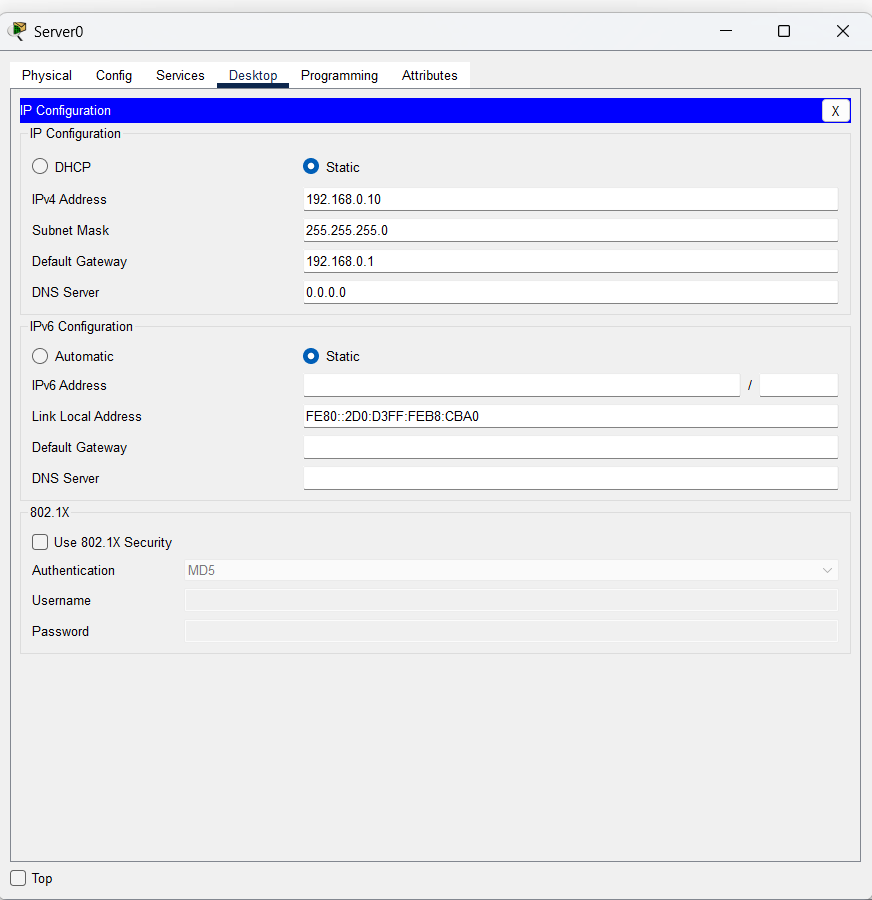 Server0
Physical Config Services Desktop Programming Attributes
IP Configuration X
IP Configuration
DHCP Static
IPv4 Address 192.168.0.10
Subnet Mask 255.255.255.0
Default Gateway 192.168.0.1
DNS Server 0.0.0.0
IPv6 Configuration
Automatic Static
IPv6 Address /
Link Local Address FE80::2D0:D3FF:FEB8:CBA0
Default Gateway
DNS Server
802.1X
Use 802.1X Security
Authentication MD5
Username
Password
Top